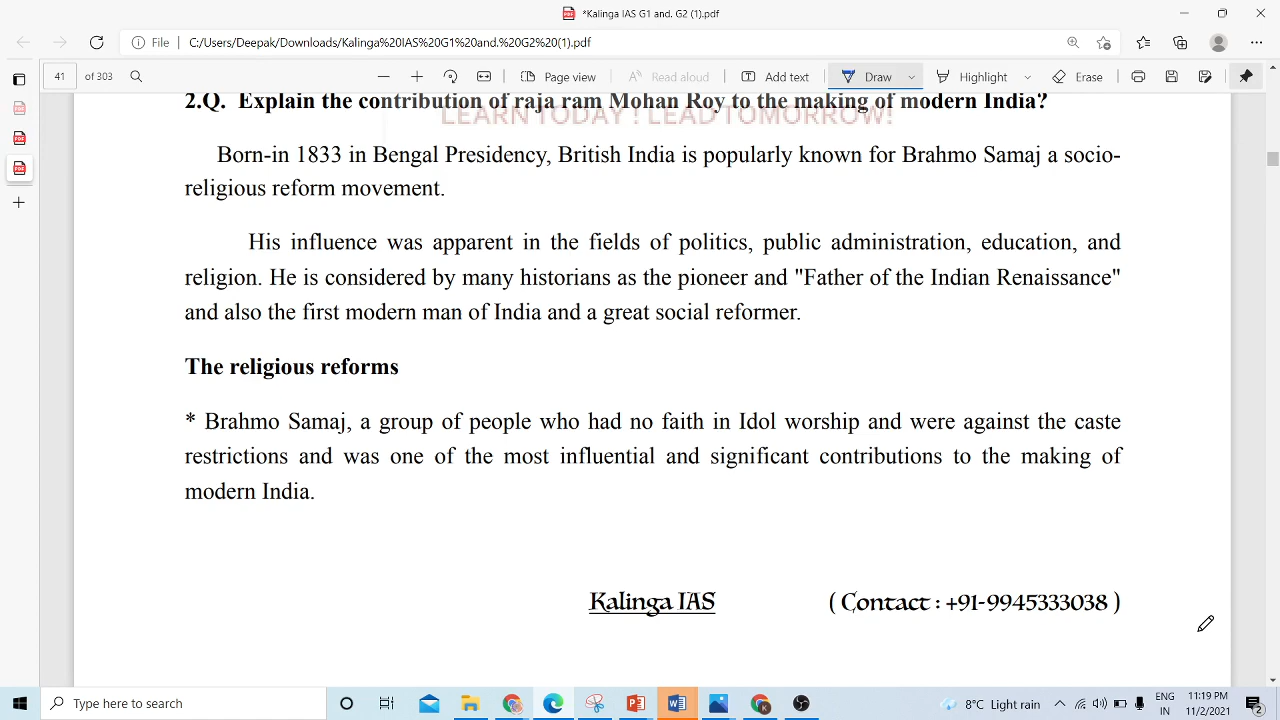 *Kalinga IAS G1 and. G2 (1).pdf
File C:/Users/Deepak/Downloads/Kalinga%20IAS%20G1%20and.%20G2%20(1).pdf
41 of 303 Page view Read aloud Add text Draw Highlight Erase
2.Q. Explain the contribution of raja ram Mohan Roy to the making of modern India?
LEARN TODAY ! LEAD TOMORROW!
Born-in 1833 in Bengal Presidency, British India is popularly known for Brahmo Samaj a socio-
religious reform movement.
His influence was apparent in the fields of politics, public administration, education, and
religion. He is considered by many historians as the pioneer and "Father of the Indian Renaissance"
and also the first modern man of India and a great social reformer.
The religious reforms
* Brahmo Samaj, a group of people who had no faith in Idol worship and were against the caste
restrictions and was one of the most influential and significant contributions to the making of
modern India.
Kalinga IAS ( Contact : +91-9945333038 )
Type here to search 8°C Light rain ENG 11:19 PM
IN 11/2/2021 2